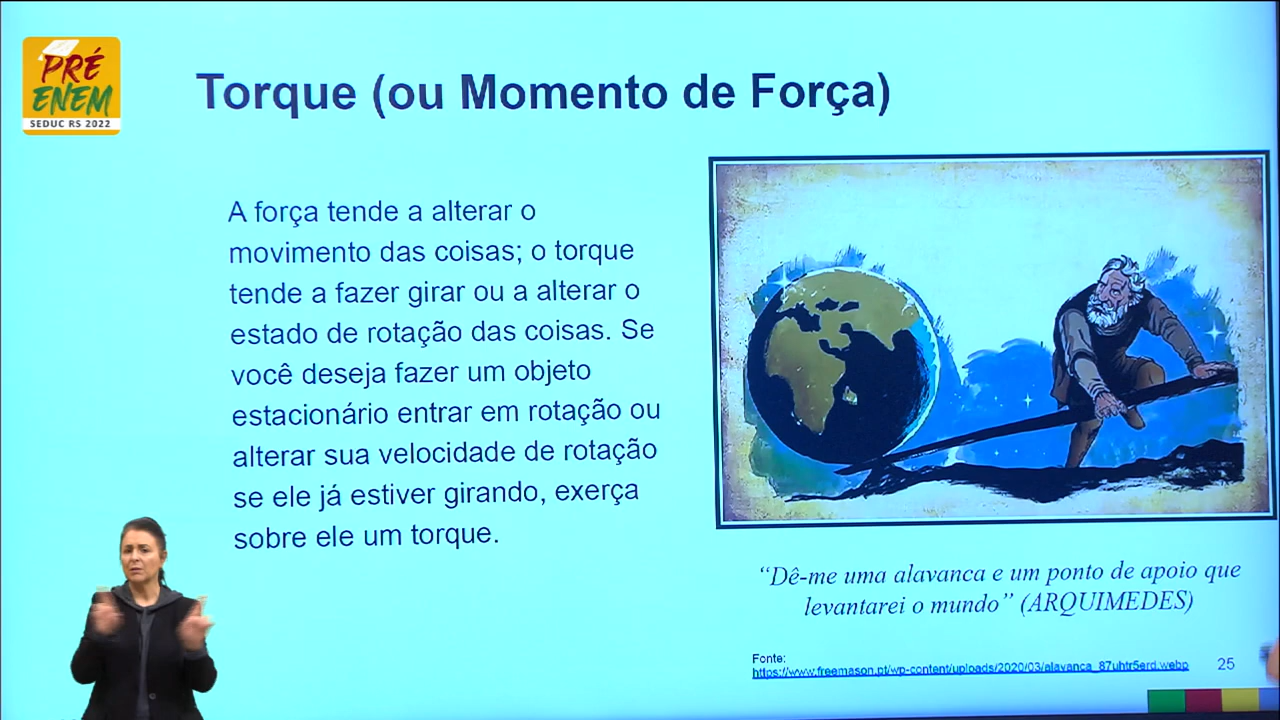 PRÉ
ENEM
SEDUC RS 2022
Torque (ou Momento de Força)
A força tende a alterar o
movimento das coisas; o torque
tende a fazer girar ou a alterar o
estado de rotação das coisas. Se
você deseja fazer um objeto
estacionário entrar em rotação ou
alterar sua velocidade de rotação
se ele já estiver girando, exerça
sobre ele um torque.
“Dê-me uma alavanca e um ponto de apoio que
levantarei o mundo” (ARQUIMEDES)
Fonte:
https://www.freemason.pt/wp-content/uploads/2020/03/alavanca_87uhtr5erd.webp
25